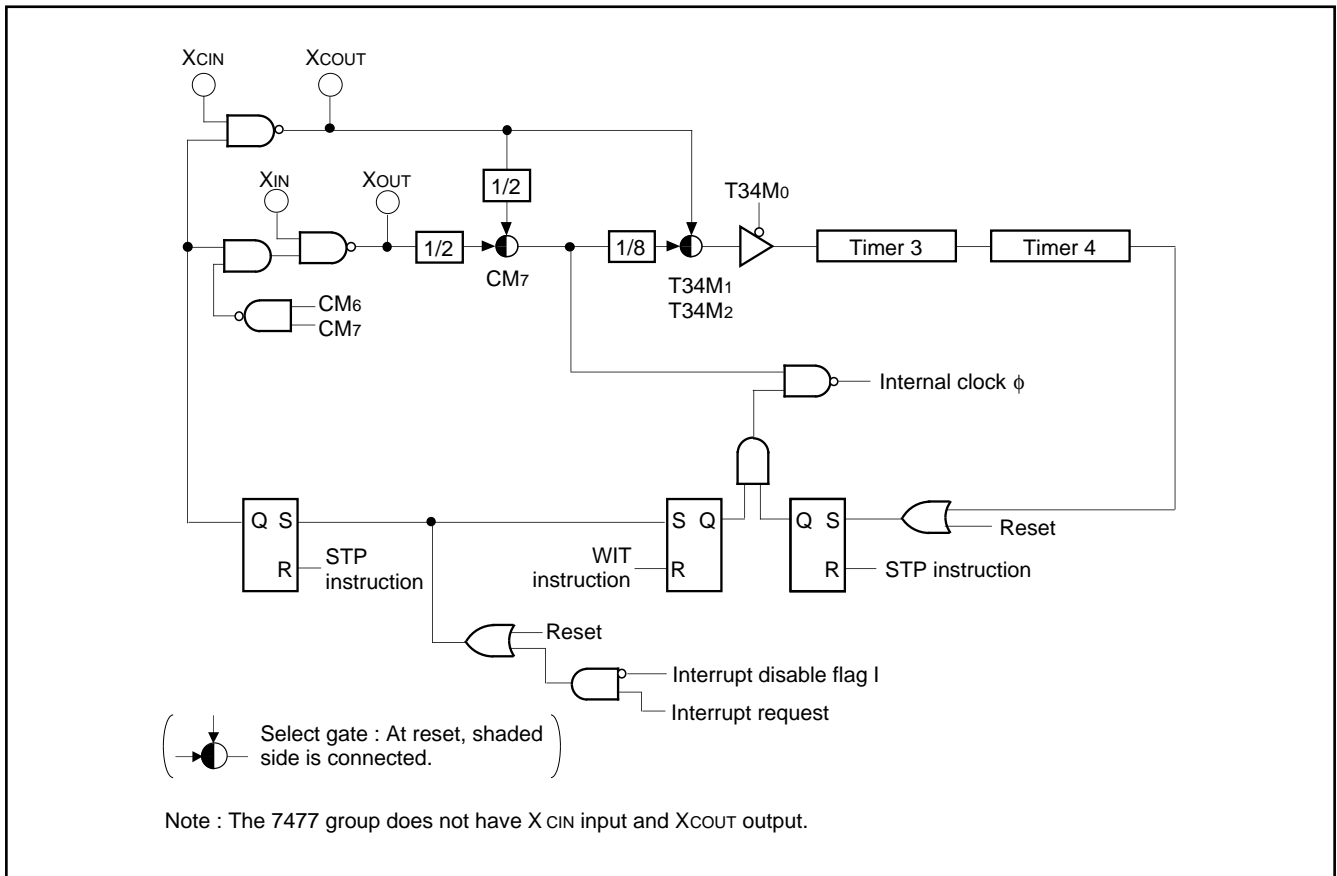 XCIN XCOUT
XIN XOUT
1/2
T34M0
1/2
1/8
Timer 3
Timer 4
CM7
T34M1
T34M2
CM6
CM7
Internal clock ϕ
Q S
R
STP
instruction
S Q
R
WIT
instruction
Q S
R
STP instruction
Reset
Reset
Interrupt disable flag I
Interrupt request
Select gate : At reset, shaded
side is connected.
Note : The 7477 group does not have X CIN input and XCOUT output.